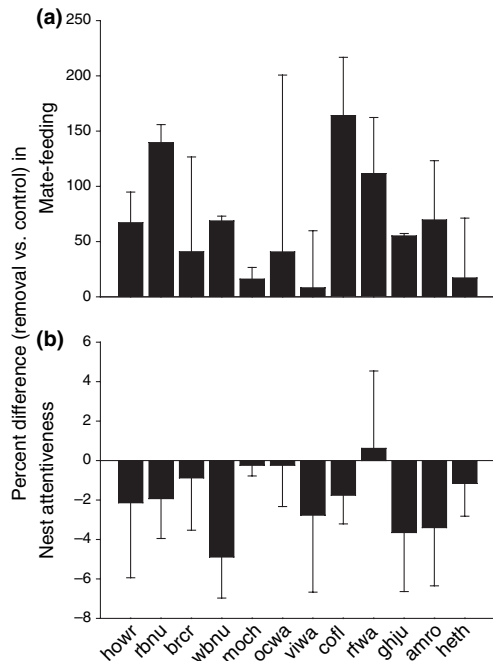 (a)
250
200
150
100
50
0
Percent difference (removal vs. control) in
Mate-feeding
Nest attentiveness
(b)
6
4
2
0
−2
−4
−6
−8
howr
rbnu
brcr
wbnu
moch
ocwa
viwa
cofl
rfwa
ghju
amro
heth